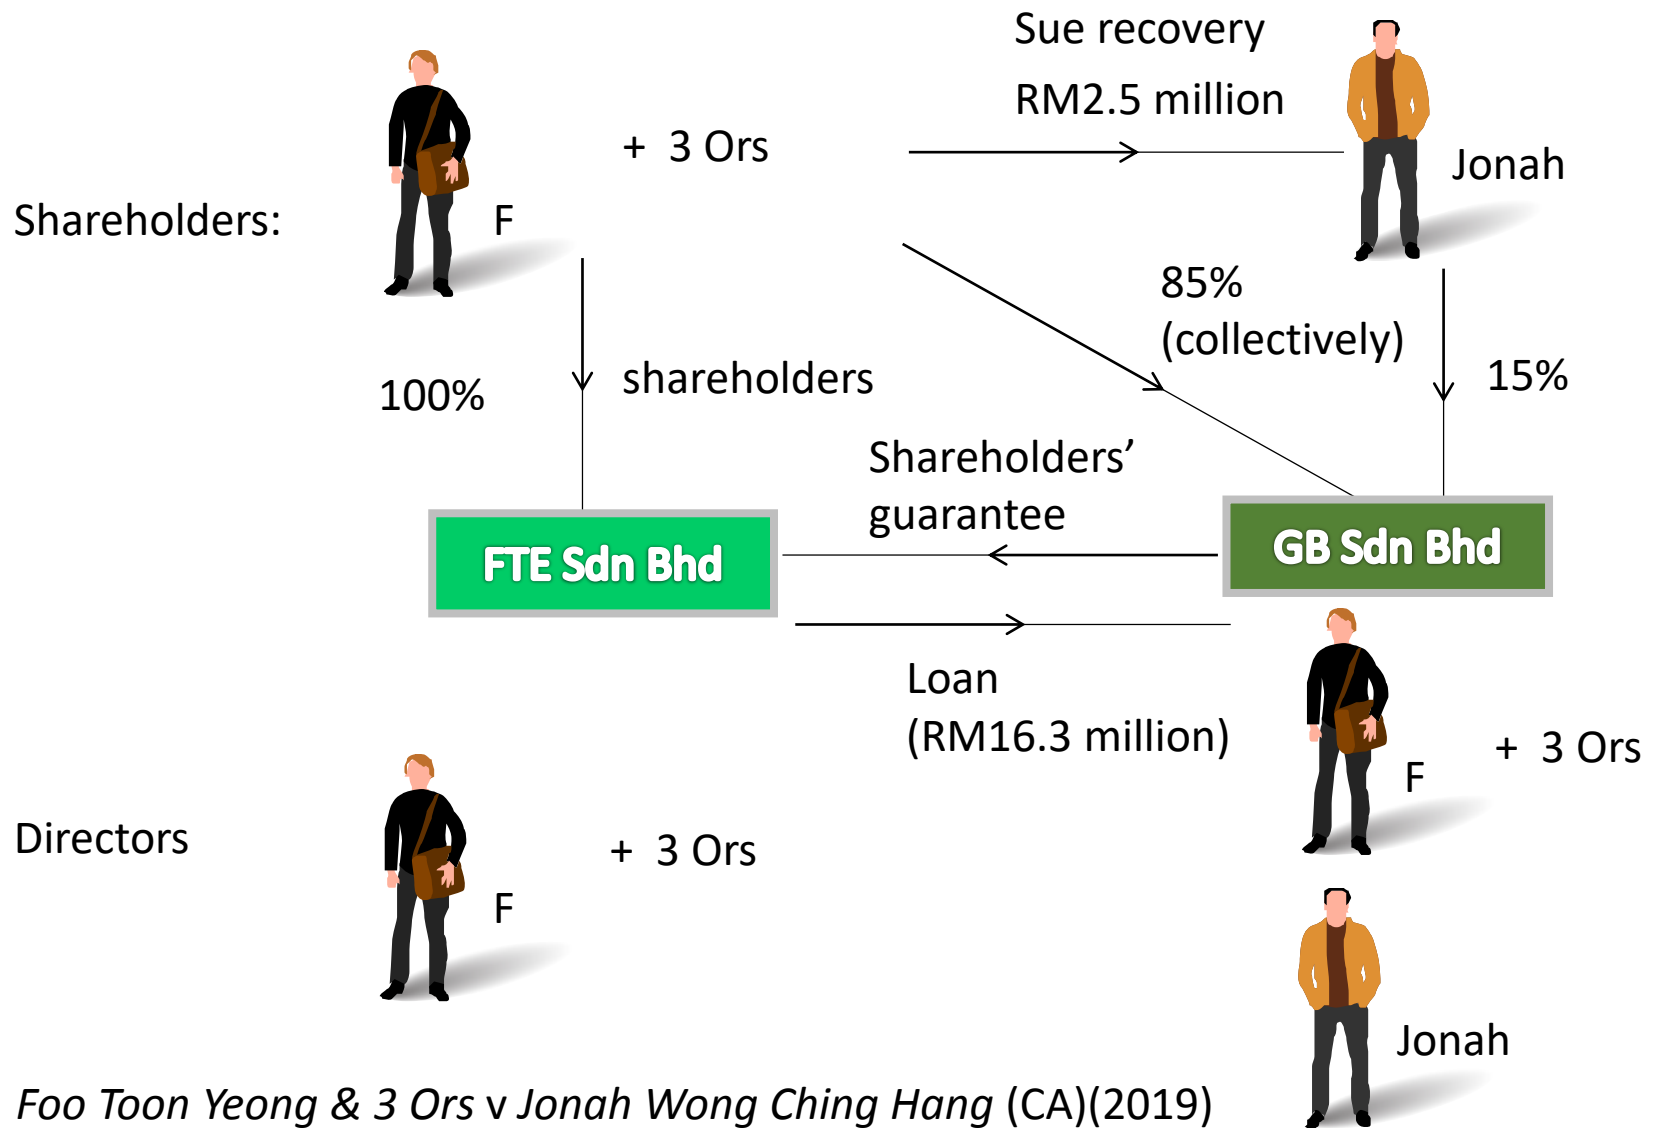 Sue recovery
RM2.5 million
+ 3 Ors
Jonah
Shareholders:
F
85%
(collectively)
100%
shareholders
15%
Shareholders’
guarantee
FTE Sdn Bhd
GB Sdn Bhd
Loan
(RM16.3 million)
F
+ 3 Ors
Directors
+ 3 Ors
F
Jonah
Foo Toon Yeong & 3 Ors v Jonah Wong Ching Hang (CA)(2019)